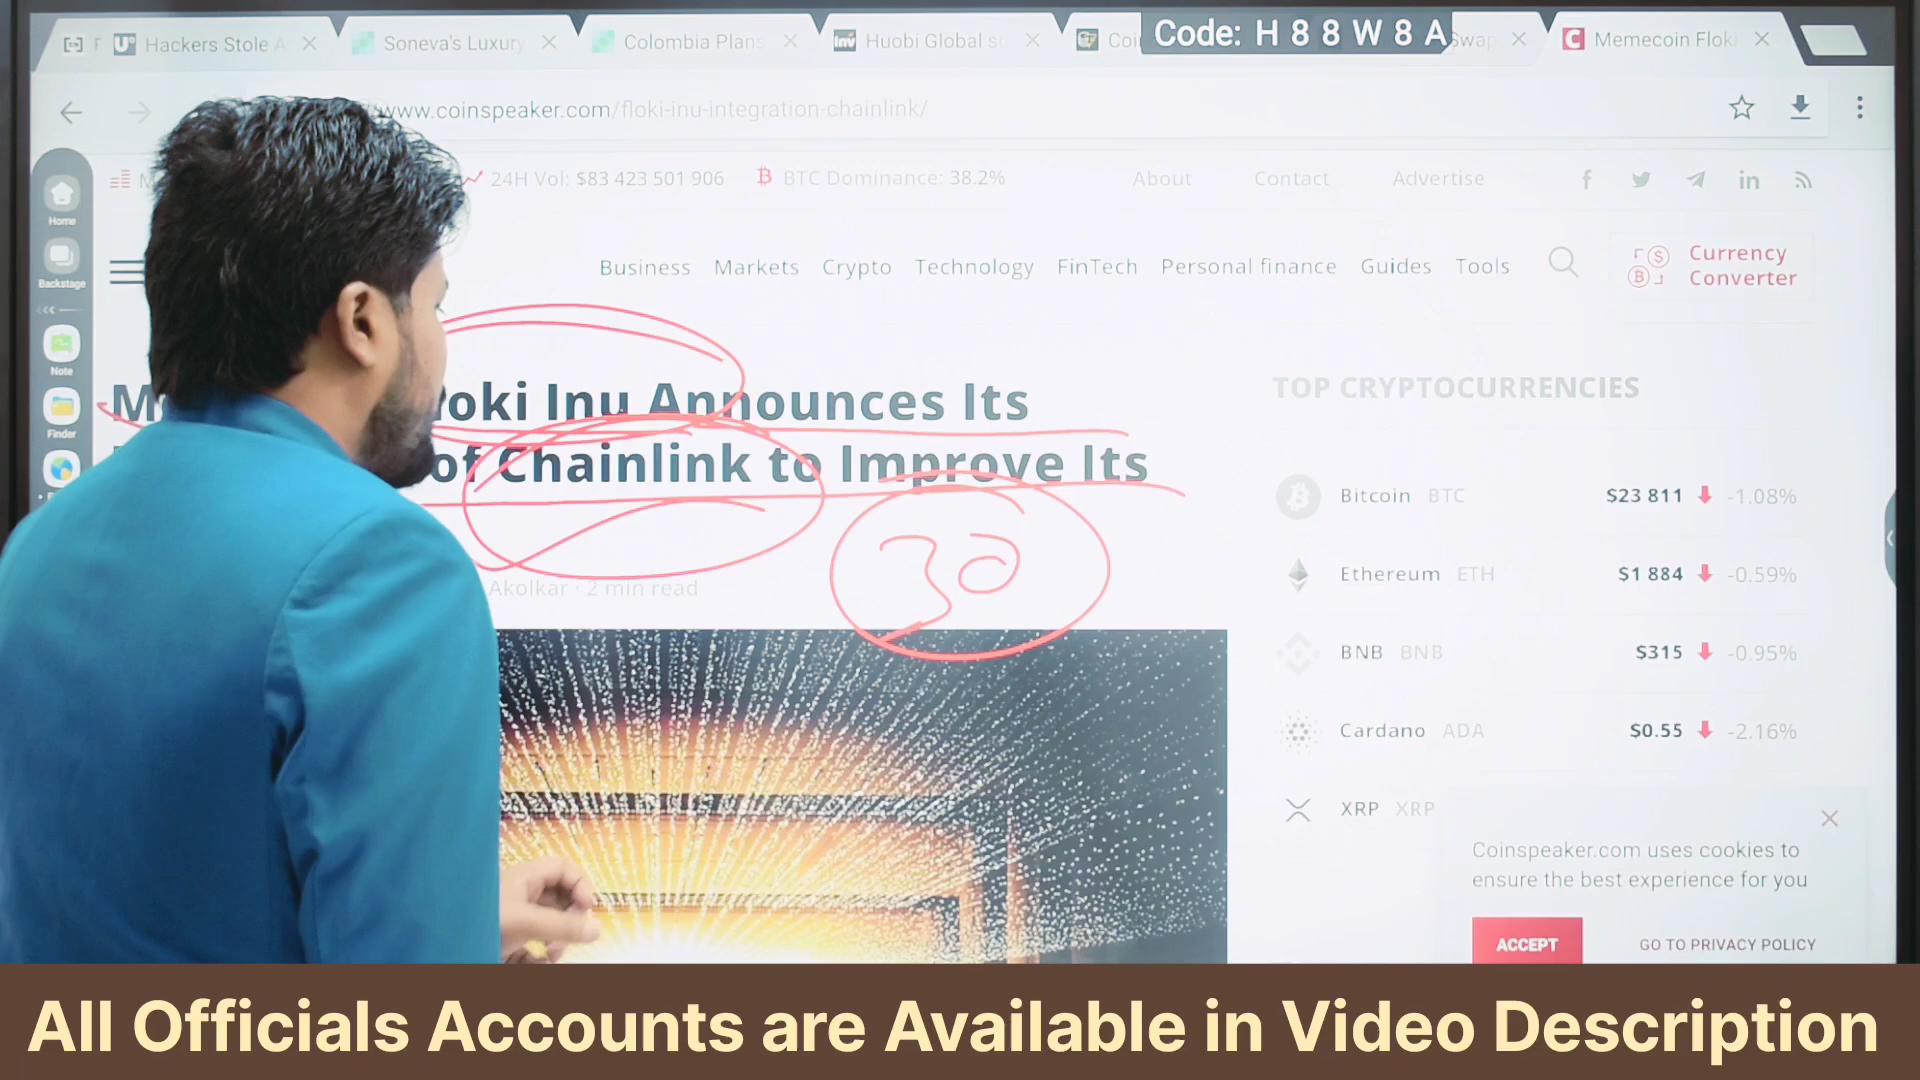 Hackers Stole A
Soneva's Luxury
Colombia Plans
Huobi Global st
Coi
Code: H 8 8 W 8 A
Swap
Memecoin Floki
www.coinspeaker.com/floki-inu-integration-chainlink/
24H Vol: $83 423 501 906
BTC Dominance: 38.2%
About
Contact
Advertise
Home
Backstage
Note
Finder
Business
Markets
Crypto
Technology
FinTech
Personal finance
Guides
Tools
Currency
Converter
M oki Inu Announces Its
of Chainlink to Improve Its
30
Akolkar · 2 min read
TOP CRYPTOCURRENCIES
Bitcoin BTC $23 811 -1.08%
Ethereum ETH $1 884 -0.59%
BNB BNB $315 -0.95%
Cardano ADA $0.55 -2.16%
XRP XRP
Coinspeaker.com uses cookies to
ensure the best experience for you
ACCEPT
GO TO PRIVACY POLICY
All Officials Accounts are Available in Video Description